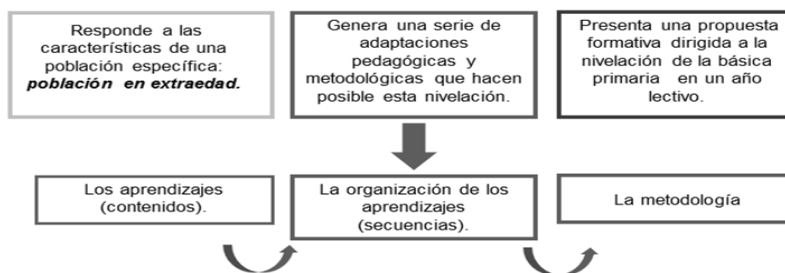 Responde a las
características de una
población específica:
población en extraedad.
Genera una serie de
adaptaciones
pedagógicas y
metodológicas que hacen
posible esta nivelación.
Presenta una propuesta
formativa dirigida a la
nivelación de la básica
primaria en un año
lectivo.
Los aprendizajes
(contenidos).
La organización de los
aprendizajes
(secuencias).
La metodología